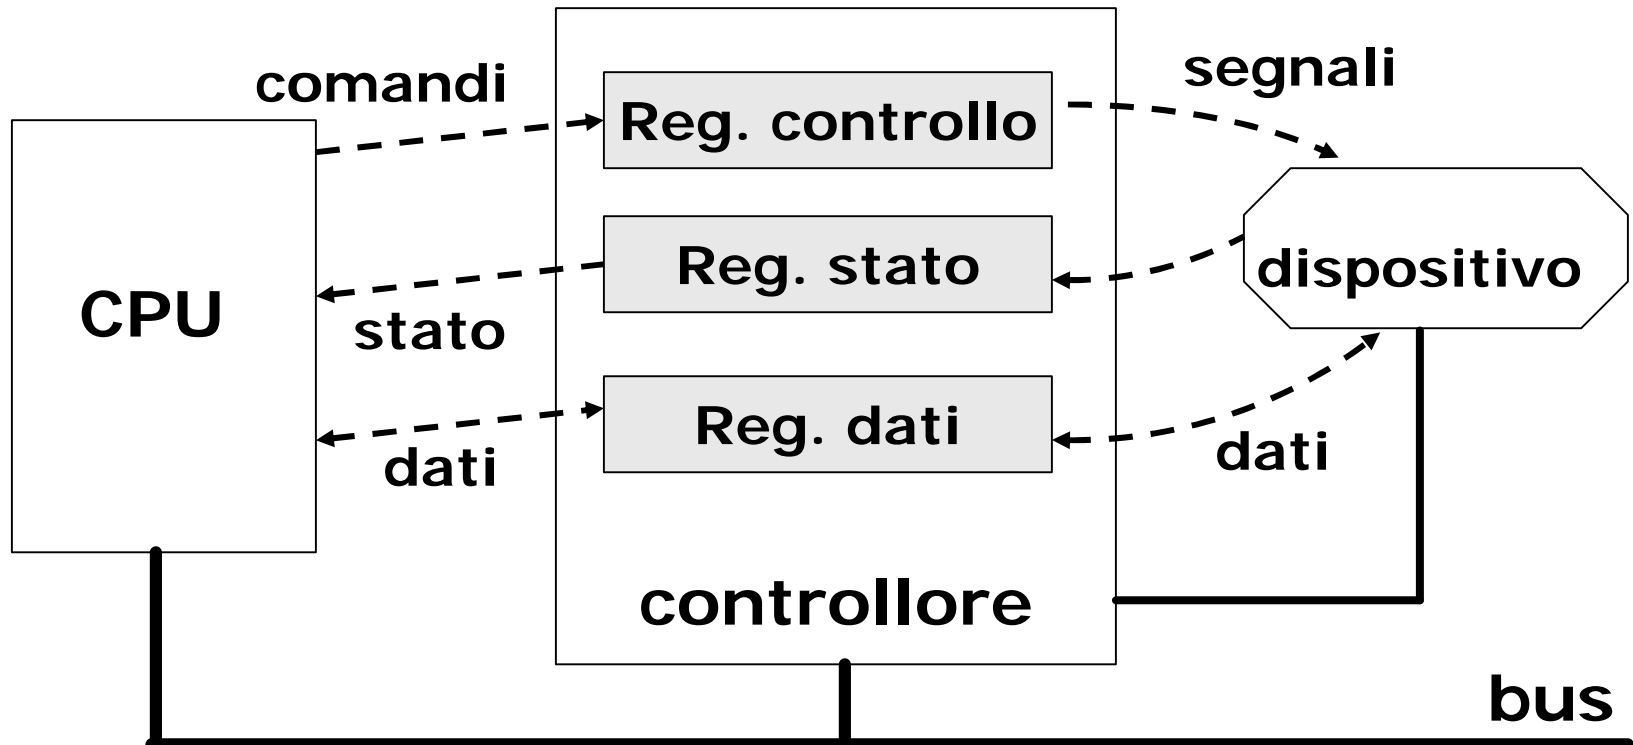 comandi
segnali
Reg. controllo
Reg. stato
dispositivo
CPU
stato
Reg. dati
dati
dati
controllore
bus